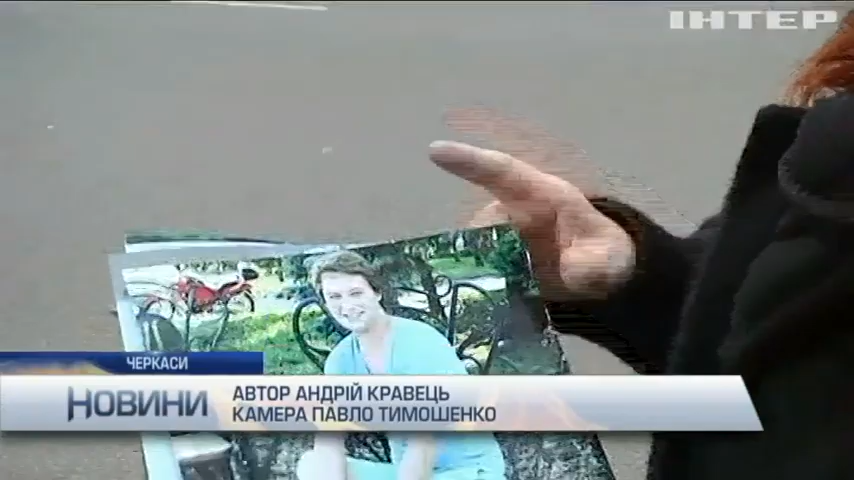 ІНТЕР
ЧЕРКАСИ
НОВИНИ
АВТОР АНДРІЙ КРАВЕЦЬ
КАМЕРА ПАВЛО ТИМОШЕНКО